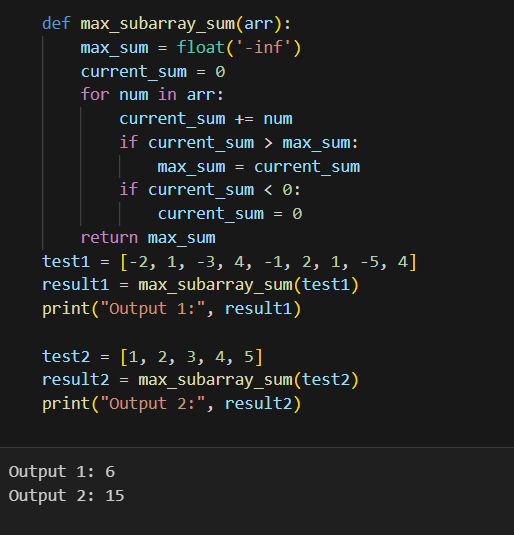 def max_subarray_sum(arr):
    max_sum = float('-inf')
    current_sum = 0
    for num in arr:
        current_sum += num
        if current_sum > max_sum:
            max_sum = current_sum
        if current_sum < 0:
            current_sum = 0
    return max_sum
test1 = [-2, 1, -3, 4, -1, 2, 1, -5, 4]
result1 = max_subarray_sum(test1)
print("Output 1:", result1)

test2 = [1, 2, 3, 4, 5]
result2 = max_subarray_sum(test2)
print("Output 2:", result2)

Output 1: 6
Output 2: 15